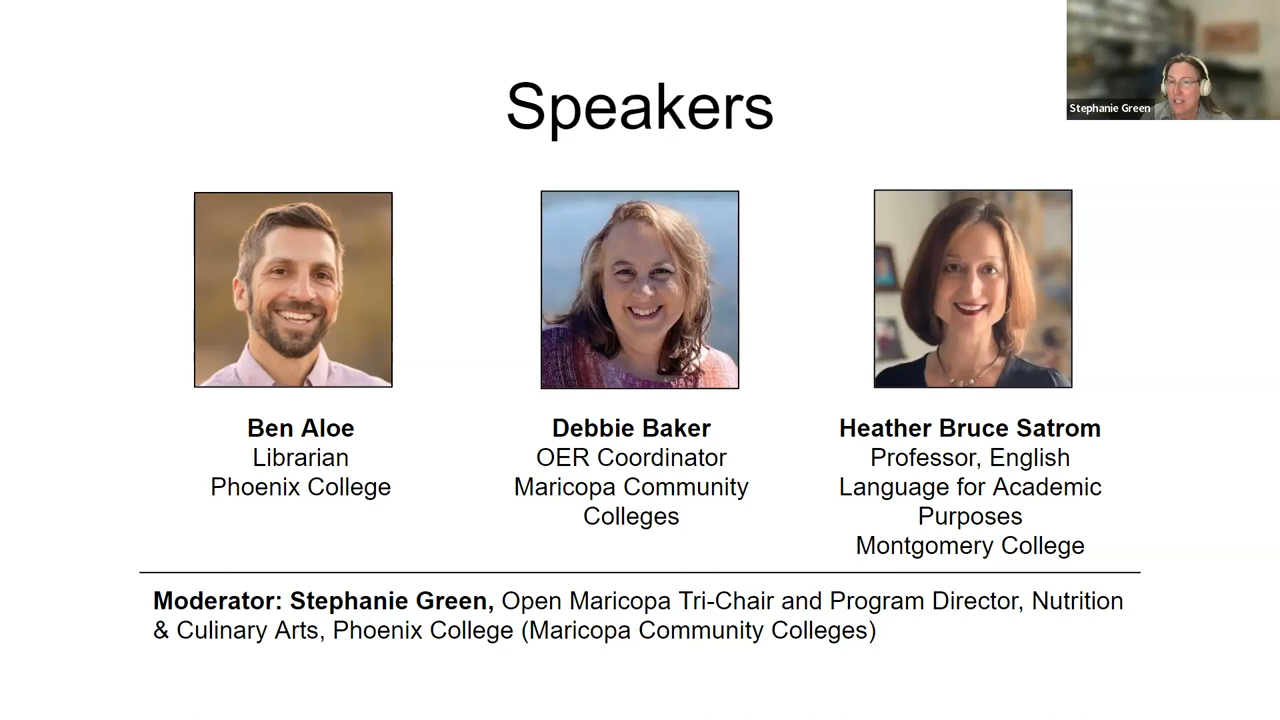 Speakers
Stephanie Green
Ben Aloe
Librarian
Phoenix College
Debbie Baker
OER Coordinator
Maricopa Community
Colleges
Heather Bruce Satrom
Professor, English
Language for Academic
Purposes
Montgomery College
Moderator: Stephanie Green, Open Maricopa Tri-Chair and Program Director, Nutrition
& Culinary Arts, Phoenix College (Maricopa Community Colleges)